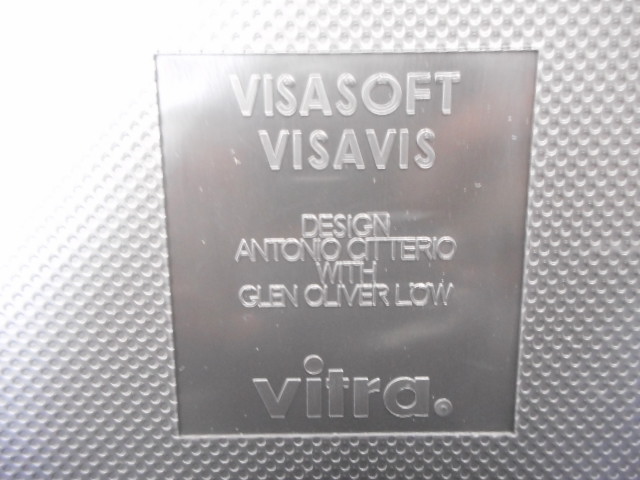 VISASOFT
VISAVIS
DESIGN
ANTONIO CITTERIO
WITH
GLEN OLIVER LÖW
vitra.